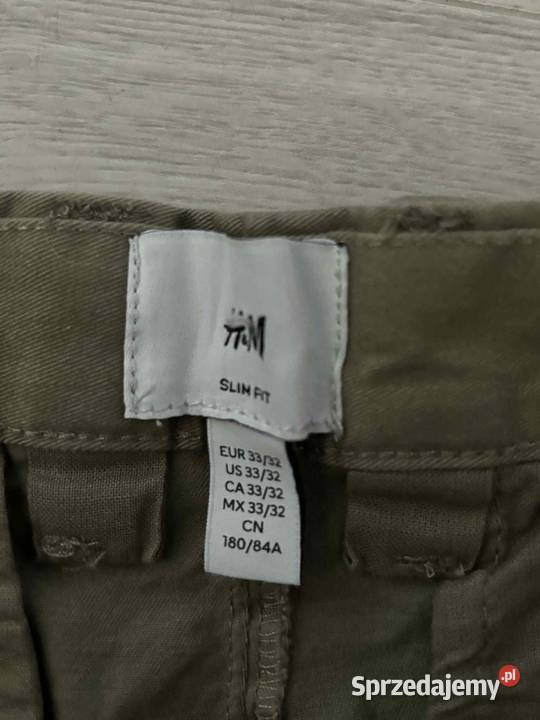 H&M
SLIM FIT
EUR 33/32
US 33/32
CA 33/32
MX 33/32
CN
180/84A
Sprzedajemy.pl